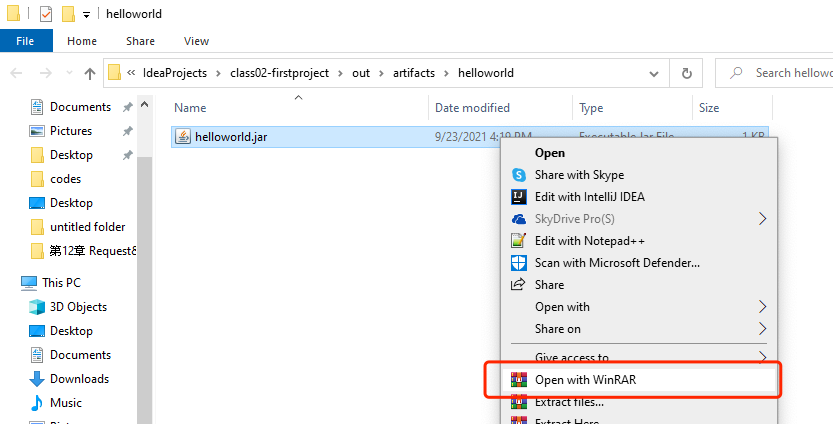 helloworld
File Home Share View
« IdeaProjects > class02-firstproject > out > artifacts > helloworld
Search hellowo
Documents
Pictures
Desktop
codes
Desktop
untitled folder
第12章 Request&
This PC
3D Objects
Desktop
Documents
Downloads
Music
Name Date modified Type Size
helloworld.jar 9/23/2021 4:19 PM Executable Jar File 1 KB
Open
Share with Skype
Edit with IntelliJ IDEA
SkyDrive Pro(S)
Edit with Notepad++
Scan with Microsoft Defender...
Share
Open with
Share on
Give access to
Open with WinRAR
Extract files...
Extract Here